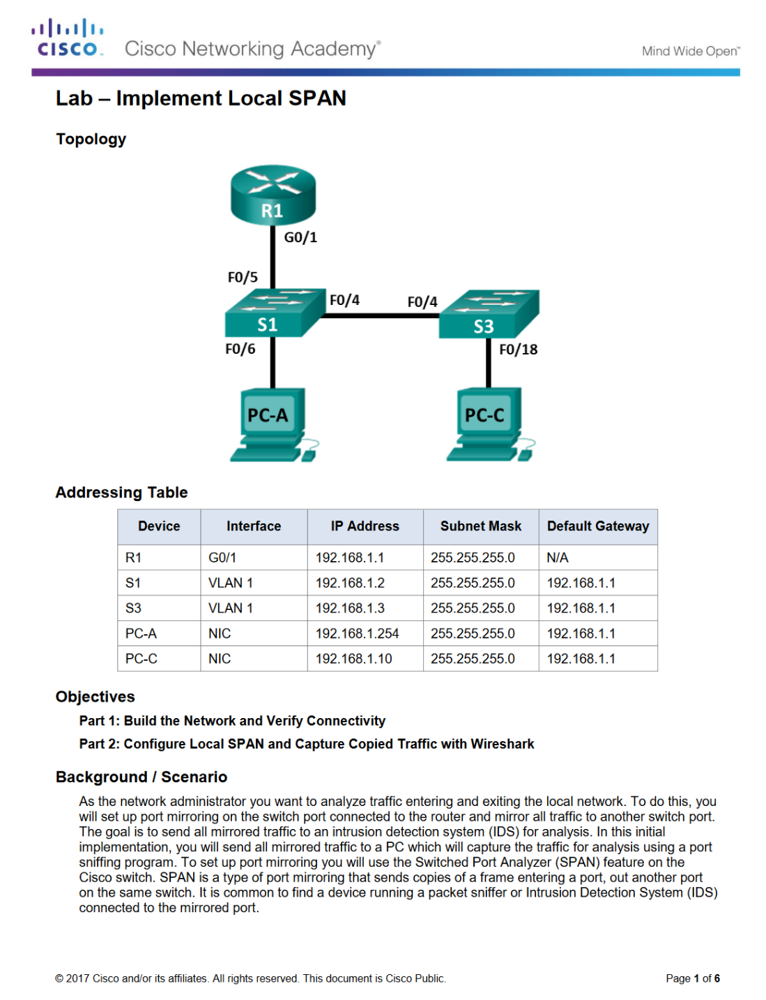 CISCO. Cisco Networking Academy® Mind Wide Open™
Lab – Implement Local SPAN
Topology
R1
G0/1
F0/5
F0/4 F0/4
S1 S3
F0/6 F0/18
PC-A PC-C
Addressing Table
Device Interface IP Address Subnet Mask Default Gateway
R1 G0/1 192.168.1.1 255.255.255.0 N/A
S1 VLAN 1 192.168.1.2 255.255.255.0 192.168.1.1
S3 VLAN 1 192.168.1.3 255.255.255.0 192.168.1.1
PC-A NIC 192.168.1.254 255.255.255.0 192.168.1.1
PC-C NIC 192.168.1.10 255.255.255.0 192.168.1.1
Objectives
Part 1: Build the Network and Verify Connectivity
Part 2: Configure Local SPAN and Capture Copied Traffic with Wireshark
Background / Scenario
As the network administrator you want to analyze traffic entering and exiting the local network. To do this, you
will set up port mirroring on the switch port connected to the router and mirror all traffic to another switch port.
The goal is to send all mirrored traffic to an intrusion detection system (IDS) for analysis. In this initial
implementation, you will send all mirrored traffic to a PC which will capture the traffic for analysis using a port
sniffing program. To set up port mirroring you will use the Switched Port Analyzer (SPAN) feature on the
Cisco switch. SPAN is a type of port mirroring that sends copies of a frame entering a port, out another port
on the same switch. It is common to find a device running a packet sniffer or Intrusion Detection System (IDS)
connected to the mirrored port.
© 2017 Cisco and/or its affiliates. All rights reserved. This document is Cisco Public. Page 1 of 6